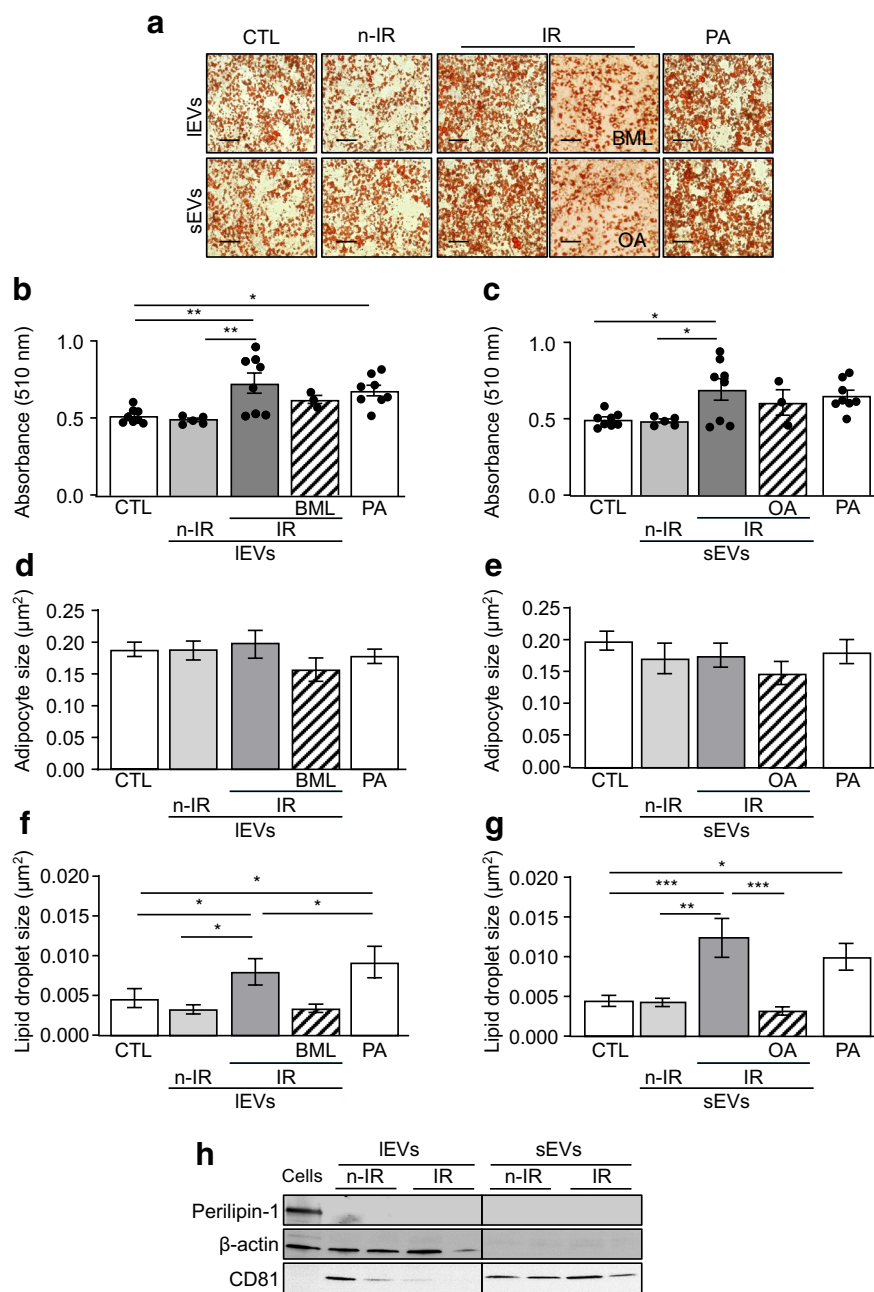 a
CTL n-IR IR PA
lEVs BML
sEVs OA
b
* ** **
Absorbance (510 nm)
1.0
0.5
0.0
CTL BML PA
n-IR IR
lEVs
c
* *
Absorbance (510 nm)
1.0
0.5
0.0
CTL OA PA
n-IR IR
sEVs
d
Adipocyte size (µm²)
0.25
0.20
0.15
0.10
0.05
0.00
CTL BML PA
n-IR IR
lEVs
e
Adipocyte size (µm²)
0.25
0.20
0.15
0.10
0.05
0.00
CTL OA PA
n-IR IR
sEVs
f
* * * *
Lipid droplet size (µm²)
0.020
0.015
0.010
0.005
0.000
CTL BML PA
n-IR IR
lEVs
g
* *** *** **
Lipid droplet size (µm²)
0.020
0.015
0.010
0.005
0.000
CTL OA PA
n-IR IR
sEVs
h
lEVs sEVs
Cells n-IR IR n-IR IR
Perilipin-1
β-actin
CD81